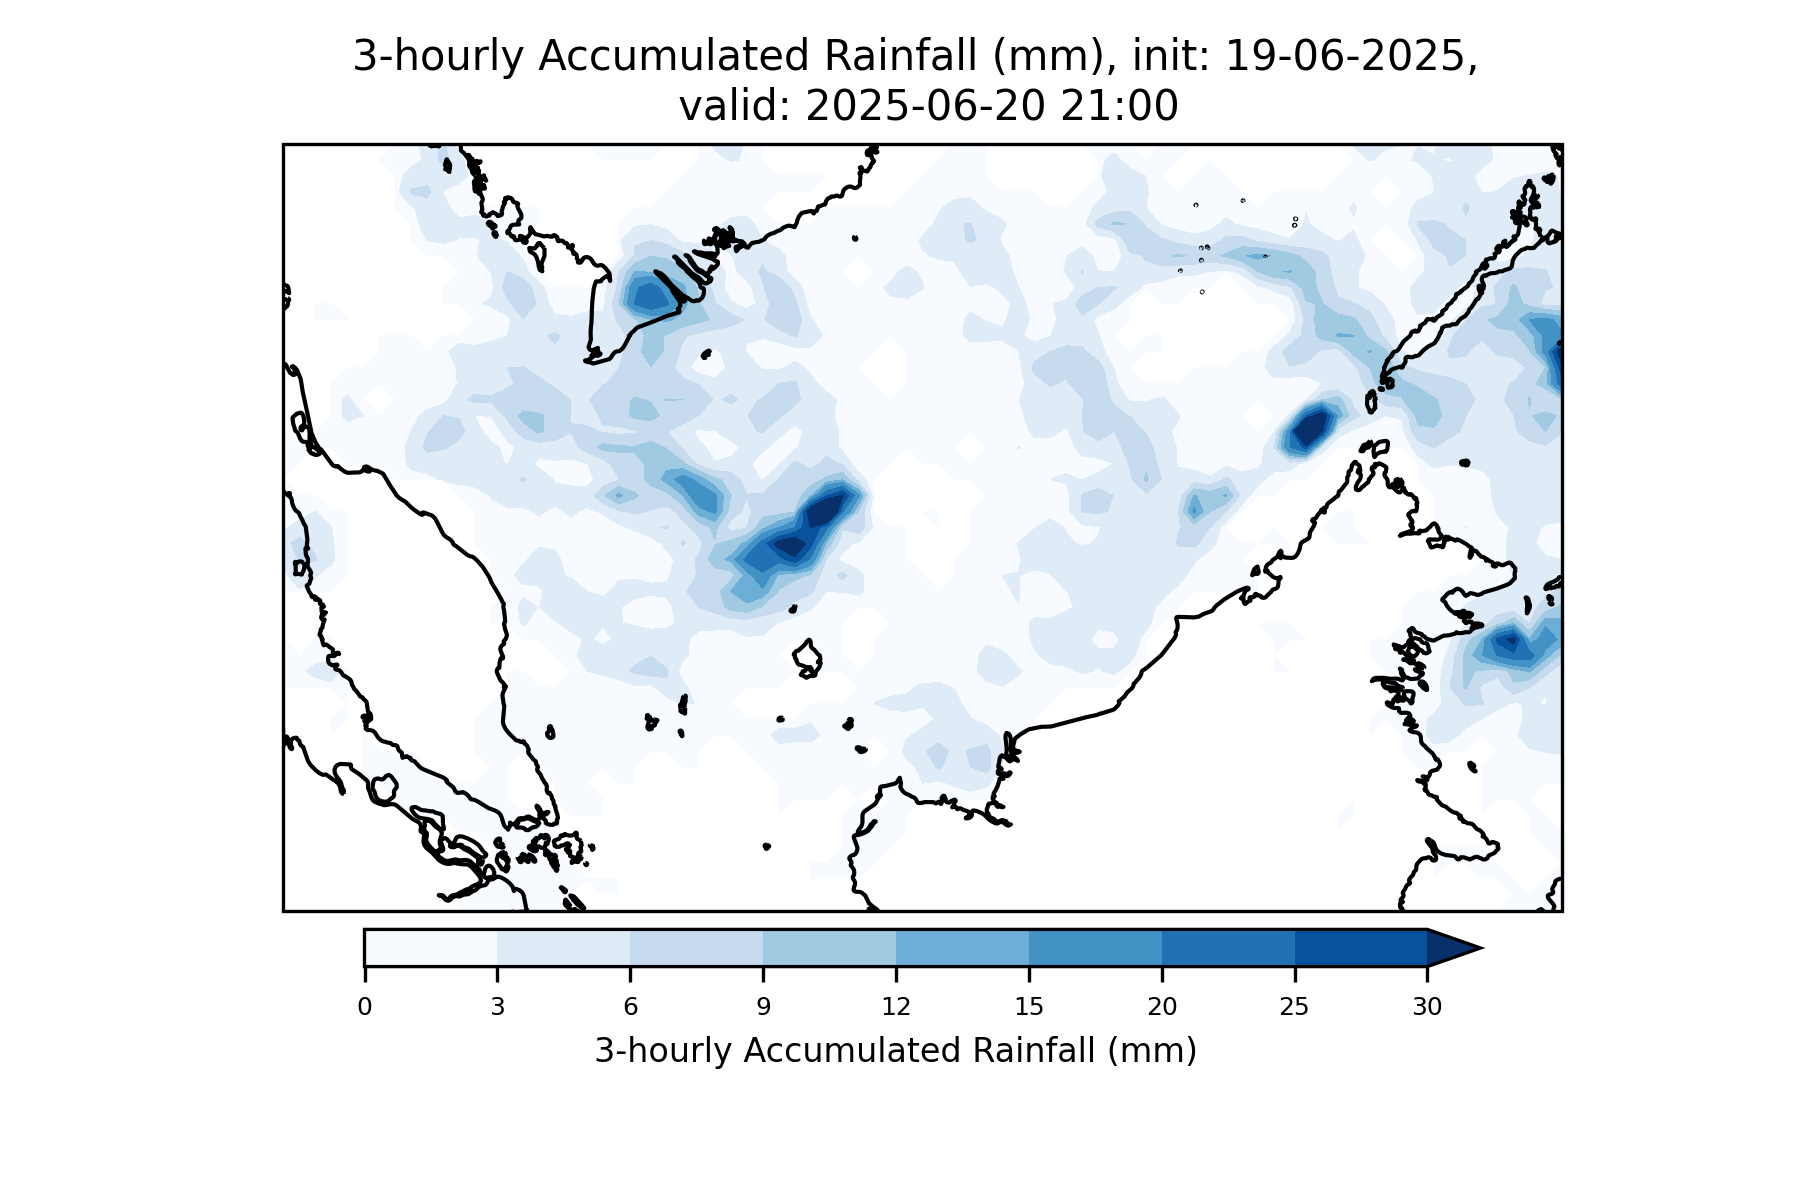 3-hourly Accumulated Rainfall (mm), init: 19-06-2025,
valid: 2025-06-20 21:00
0 3 6 9 12 15 20 25 30
3-hourly Accumulated Rainfall (mm)